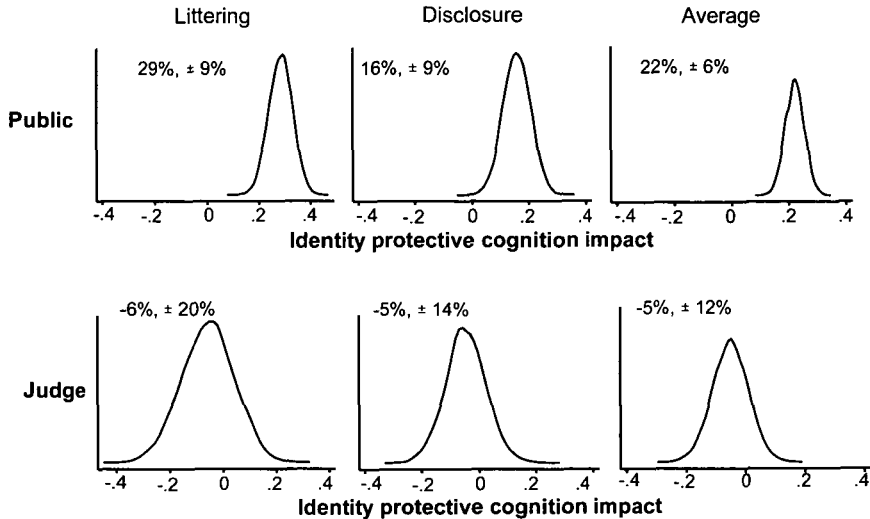 Littering Disclosure Average
29%, ± 9% 16%, ± 9% 22%, ± 6%
Public
-.4 -.2 0 .2 .4 -.4 -.2 0 .2 .4 -.4 -.2 0 .2 .4
Identity protective cognition impact
-6%, ± 20% -5%, ± 14% -5%, ± 12%
Judge
-.4 -.2 0 .2 .4 -.4 -.2 0 .2 .4 -.4 -.2 0 .2 .4
Identity protective cognition impact